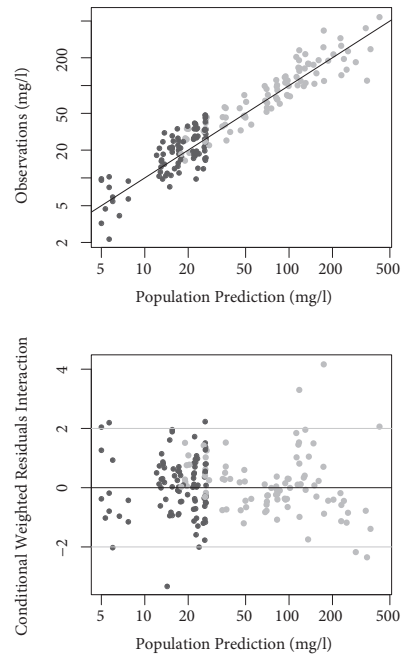 Observations (mg/l)
200
50
20
5
2
5 10 20 50 100 200 500
Population Prediction (mg/l)
Conditional Weighted Residuals Interaction
4
2
0
−2
5 10 20 50 100 200 500
Population Prediction (mg/l)